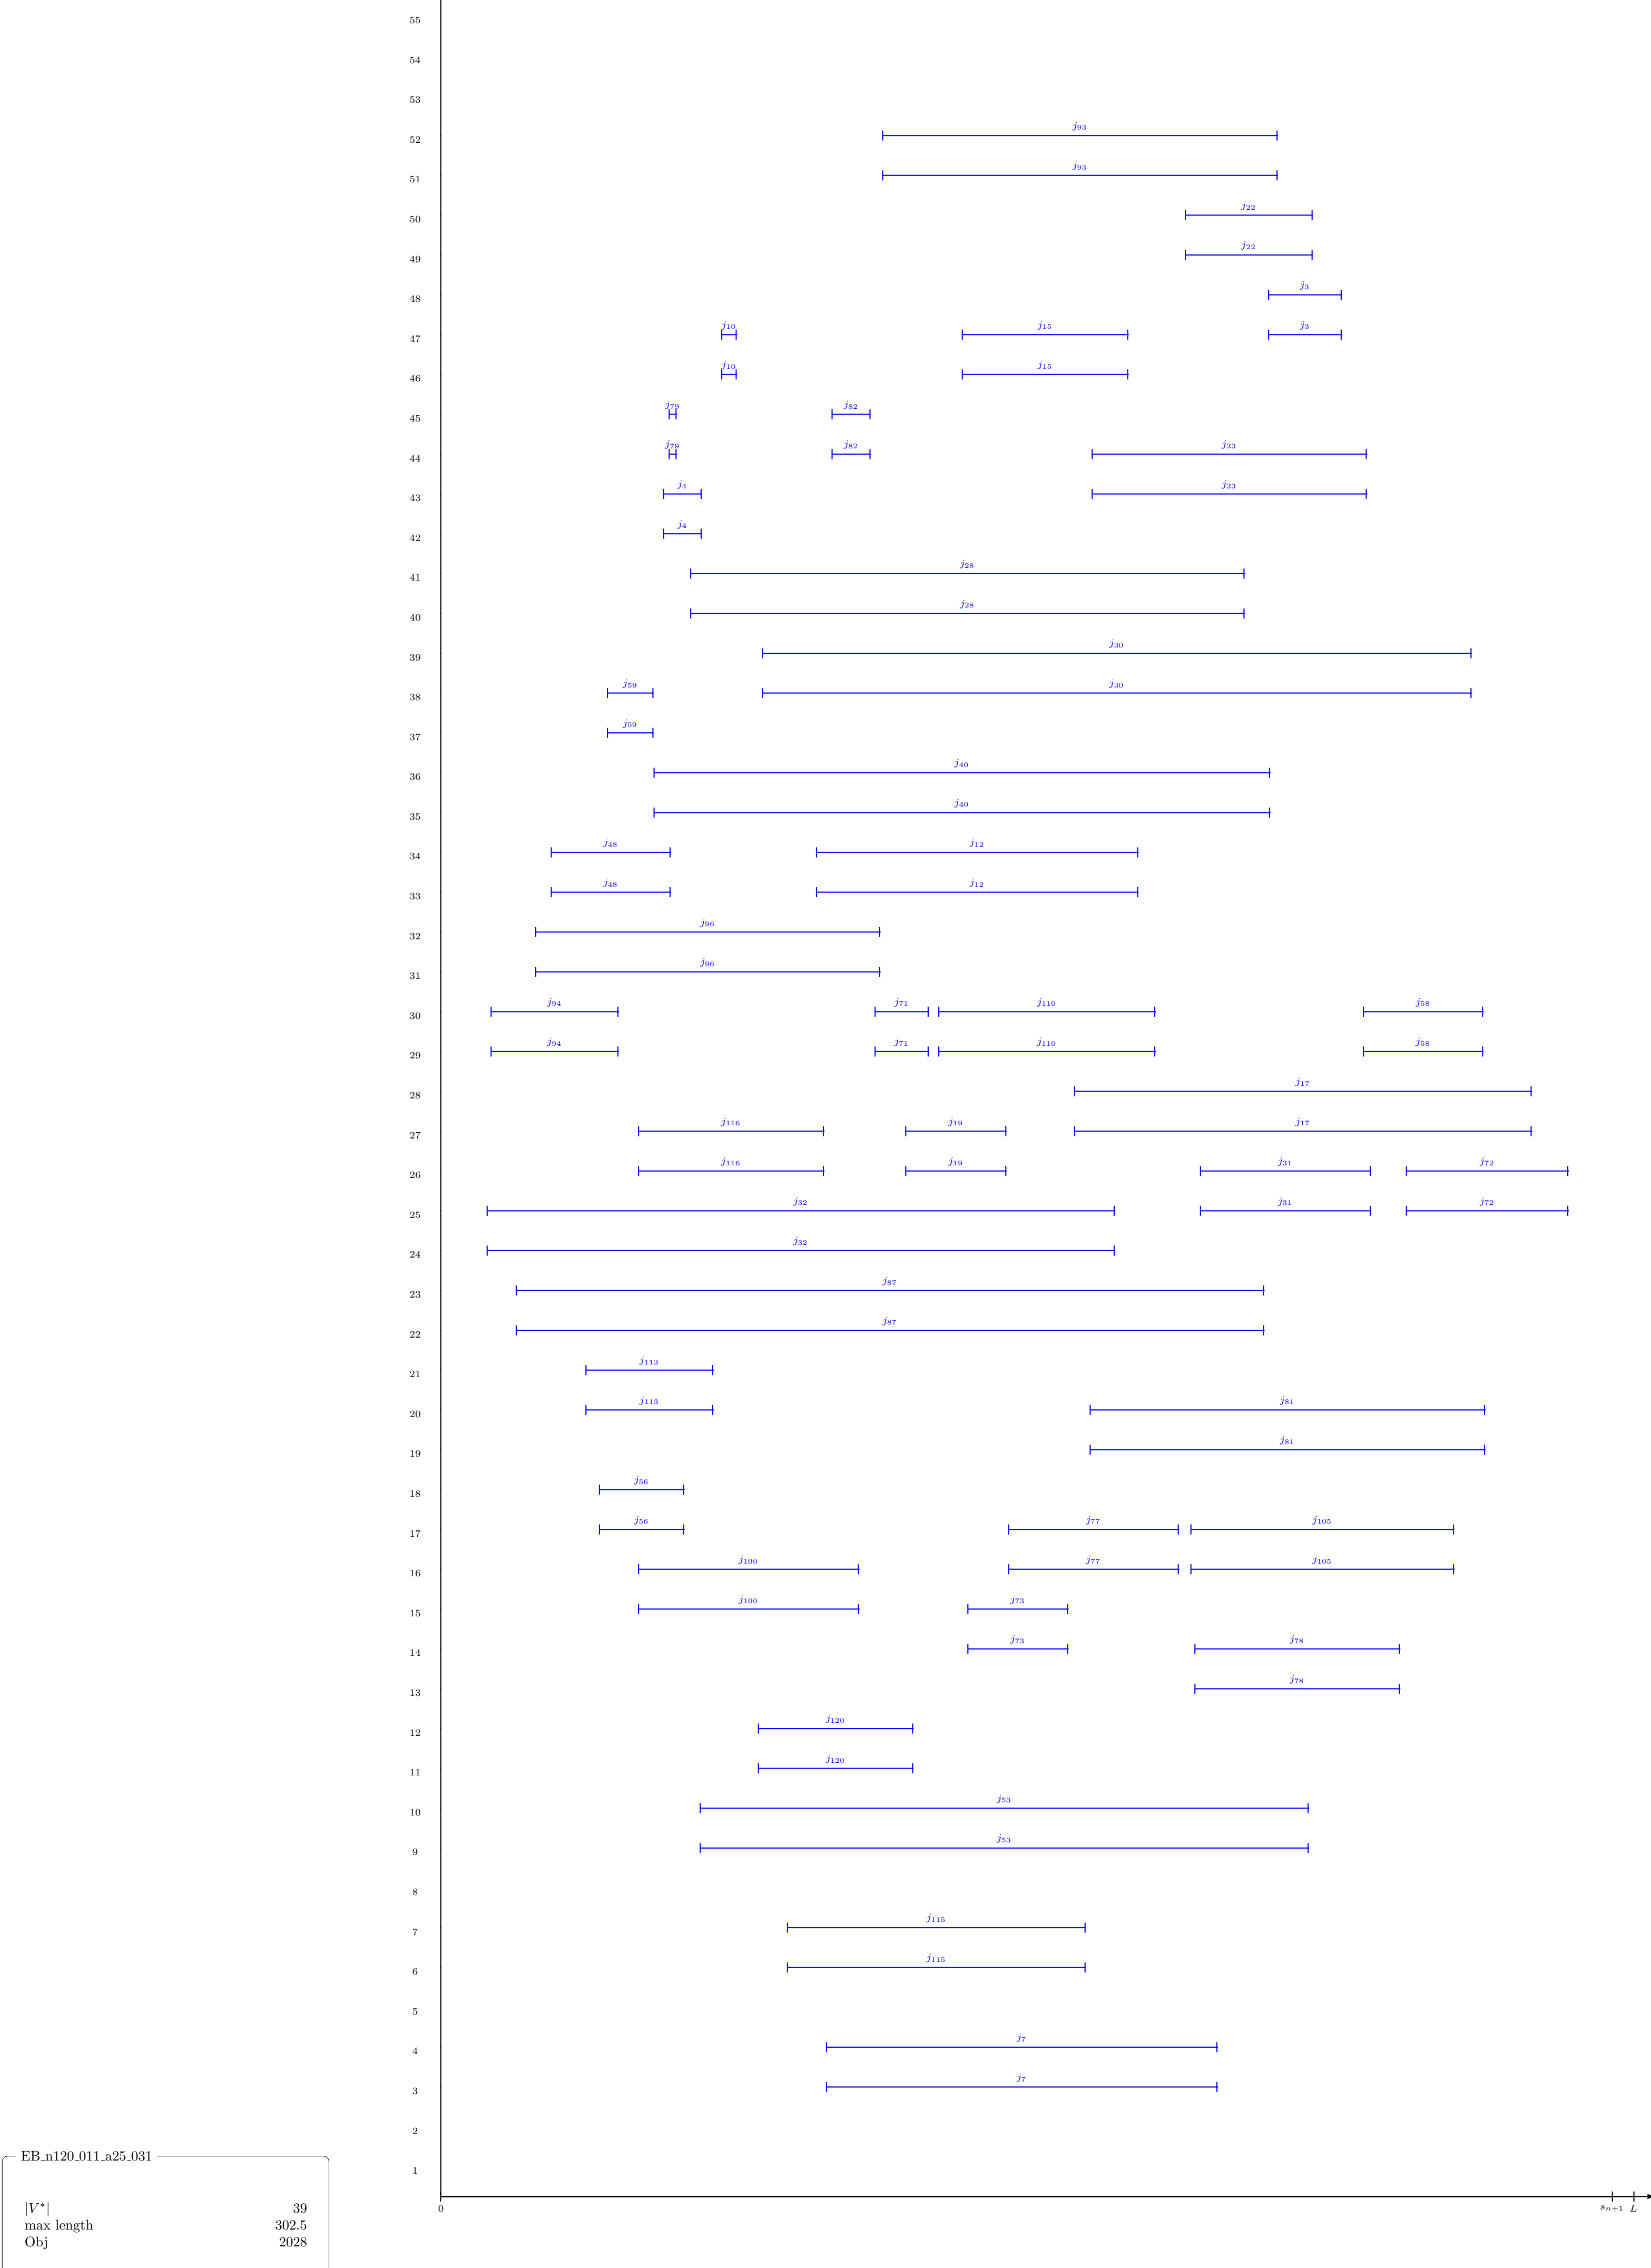 55
54
53
j93
52
j93
51
j22
50
j22
49
j3
48
j10 j15 j3
47
j10 j15
46
j79 j82
45
j79 j82 j23
44
j4 j23
43
j4
42
j28
41
j28
40
j30
39
j59 j30
38
j59
37
j40
36
j40
35
j48 j12
34
j48 j12
33
j96
32
j96
31
j94 j71 j110 j58
30
j94 j71 j110 j58
29
j17
28
j116 j19 j17
27
j116 j19 j31 j72
26
j32 j31 j72
25
j32
24
j87
23
j87
22
j113
21
j113 j81
20
j81
19
j56
18
j56 j77 j105
17
j100 j77 j105
16
j100 j73
15
j73 j78
14
j78
13
j120
12
j120
11
j53
10
j53
9
8
j115
7
j115
6
5
j7
4
j7
3
2
1
0 sn+1 L
EB_n120_011_a25_031
|V*| 39
max length 302.5
Obj 2028